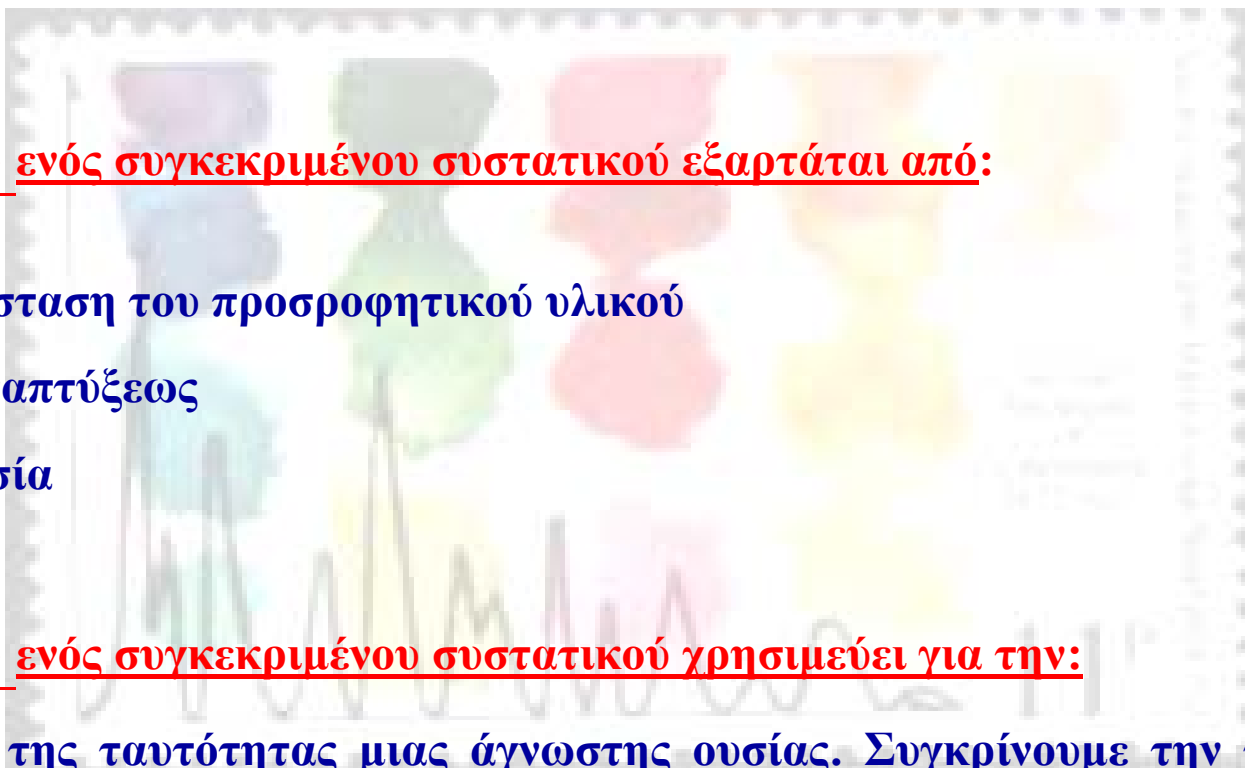 ενός συγκεκριμένου συστατικού εξαρτάται από:
σταση του προσροφητικού υλικού
απτύξεως
σία
ενός συγκεκριμένου συστατικού χρησιμεύει για την:
της ταυτότητας μιας άγνωστης ουσίας. Συγκρίνουμε την